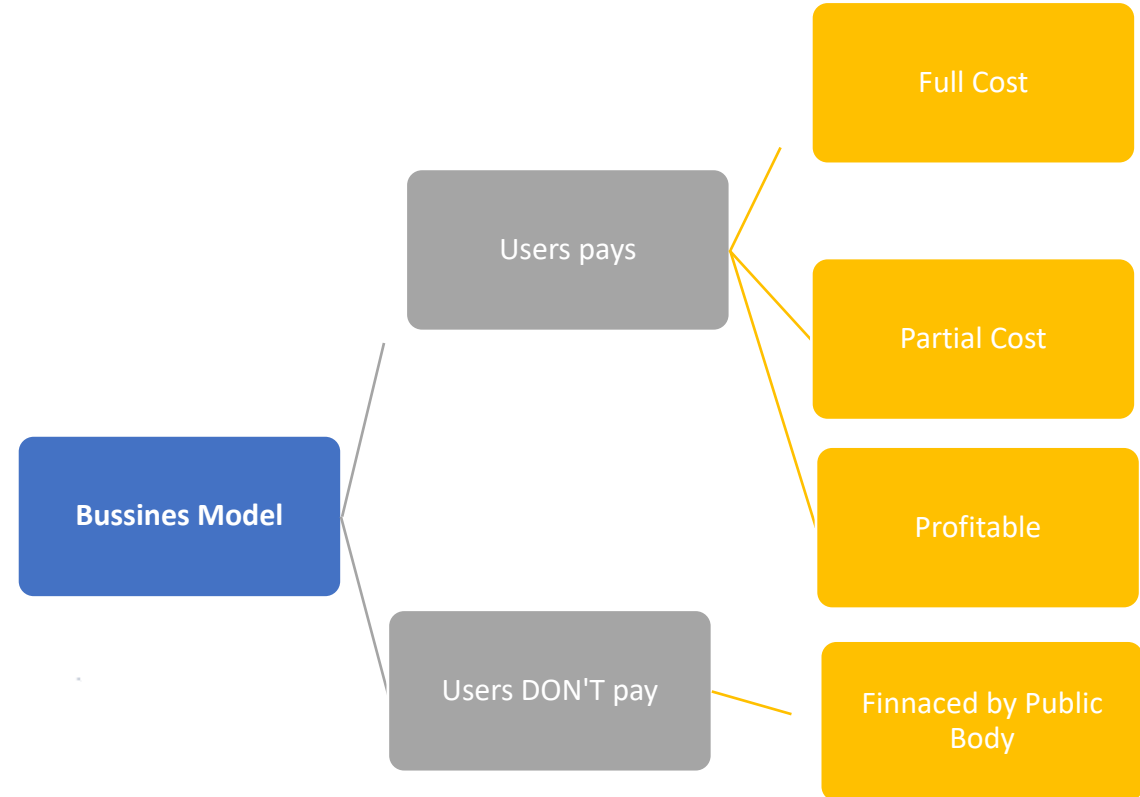 Full Cost
Users pays
Partial Cost
Bussines Model
Profitable
Users DON'T pay
Finnaced by Public
Body